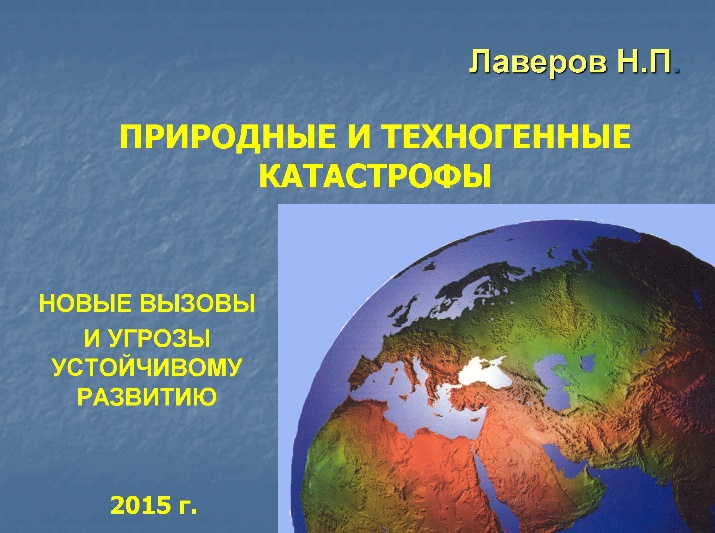 Лаверов Н.П.
ПРИРОДНЫЕ И ТЕХНОГЕННЫЕ
КАТАСТРОФЫ
НОВЫЕ ВЫЗОВЫ
И УГРОЗЫ
УСТОЙЧИВОМУ
РАЗВИТИЮ
2015 г.